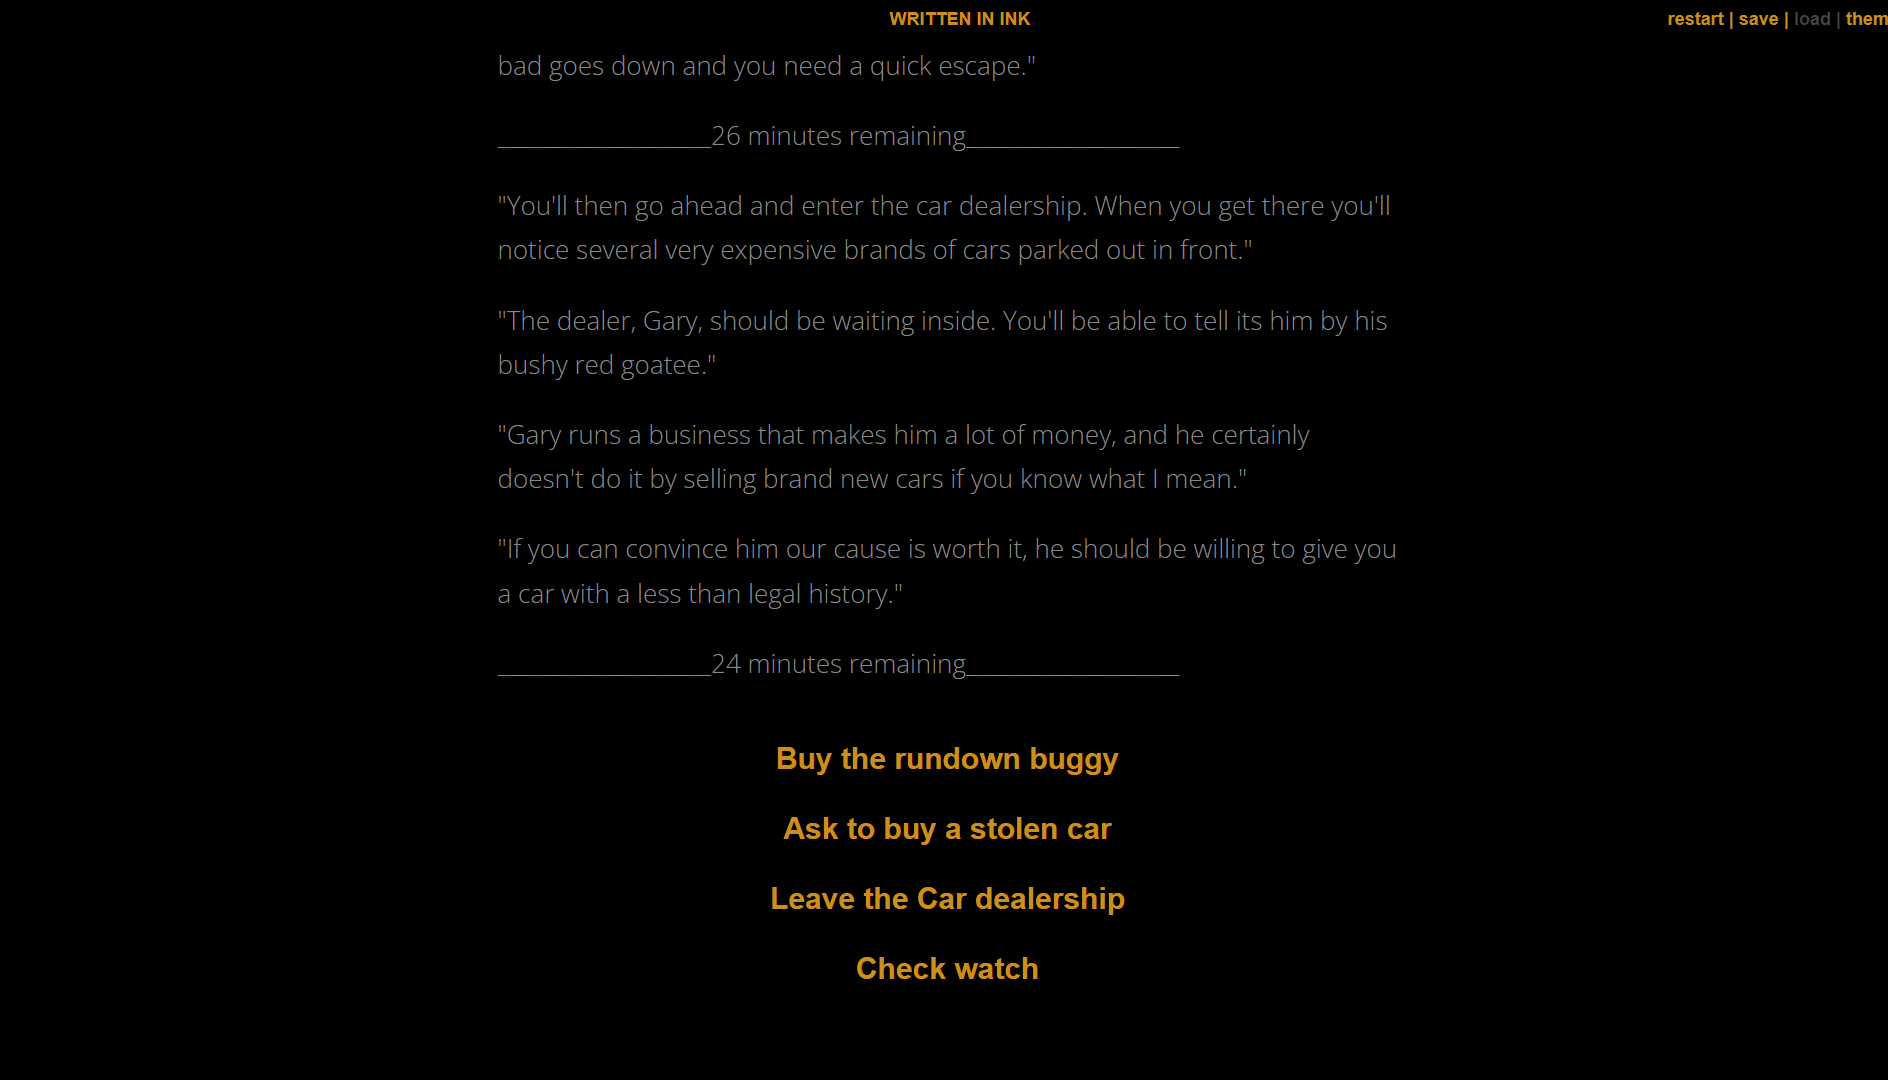 WRITTEN IN INK
restart | save | load | them
bad goes down and you need a quick escape."
____________________26 minutes remaining____________________
"You'll then go ahead and enter the car dealership. When you get there you'll
notice several very expensive brands of cars parked out in front."
"The dealer, Gary, should be waiting inside. You'll be able to tell its him by his
bushy red goatee."
"Gary runs a business that makes him a lot of money, and he certainly
doesn't do it by selling brand new cars if you know what I mean."
"If you can convince him our cause is worth it, he should be willing to give you
a car with a less than legal history."
____________________24 minutes remaining____________________
Buy the rundown buggy
Ask to buy a stolen car
Leave the Car dealership
Check watch